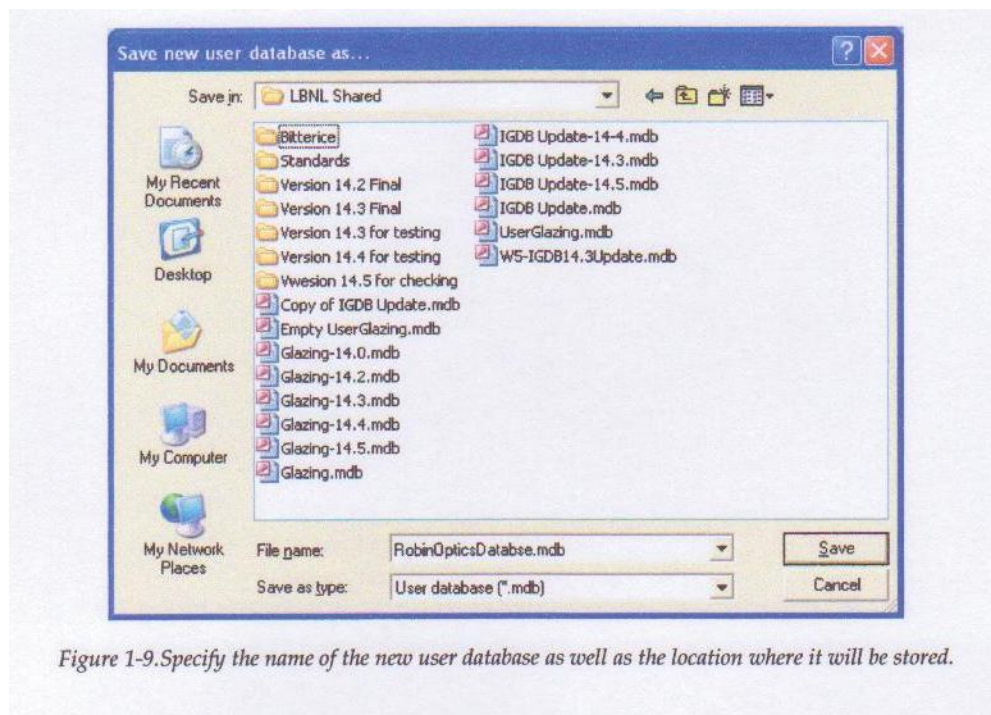 Save new user database as...
Save in:
LBNL Shared
My Recent
Documents
Desktop
My Documents
My Computer
My Network
Places
Bitterice
Standards
Version 14.2 Final
Version 14.3 Final
Version 14.3 for testing
Version 14.4 for testing
Vwesion 14.5 for checking
Copy of IGDB Update.mdb
Empty UserGlazing.mdb
Glazing-14.0.mdb
Glazing-14.2.mdb
Glazing-14.3.mdb
Glazing-14.4.mdb
Glazing-14.5.mdb
Glazing.mdb
IGDB Update-14-4.mdb
IGDB Update-14.3.mdb
IGDB Update-14.5.mdb
IGDB Update.mdb
UserGlazing.mdb
W5-IGDB14.3Update.mdb
File name:
RobinOpticsDatabse.mdb
Save
Save as type:
User database (*.mdb)
Cancel
Figure 1-9.Specify the name of the new user database as well as the location where it will be stored.